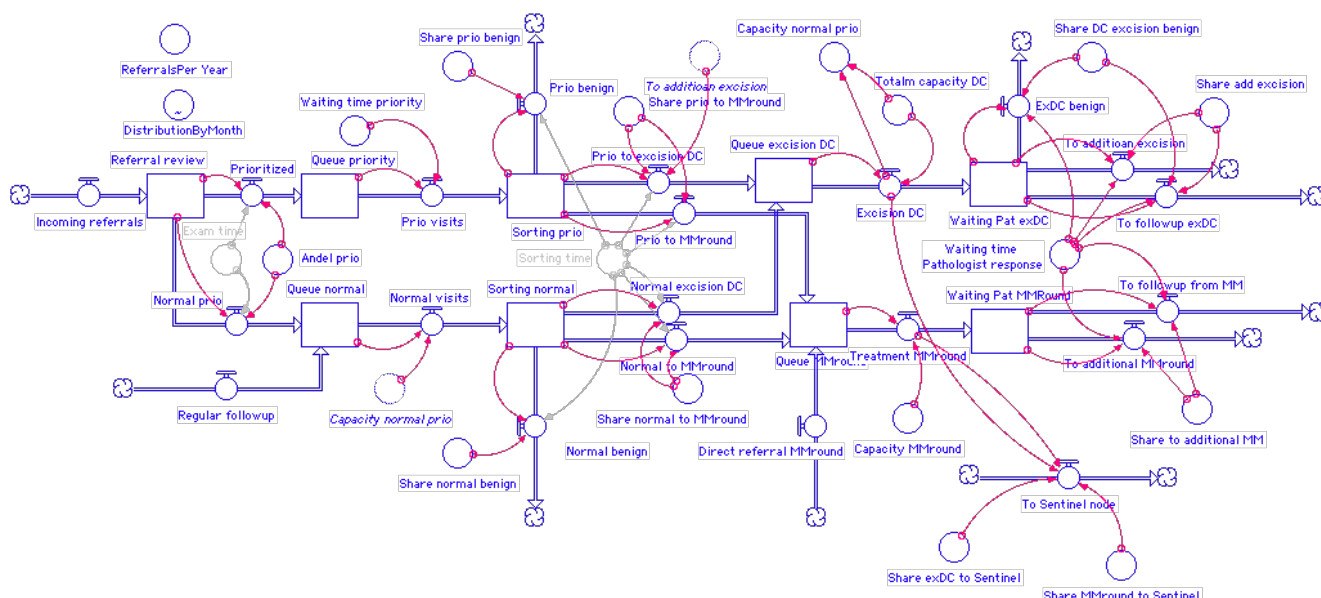 Share prio benign
Capacity normal prio
Share DC excision benign
ReferralsPer Year
Prio benign
To additioan excision
Share prio to MMround
Totalm capacity DC
ExDC benign
Share add excision
Waiting time priority
DistributionByMonth
Referral review
Prioritized
Queue priority
Prio to excision DC
Queue excision DC
To additioan excision
Incoming referrals
Prio visits
Sorting prio
Prio to MMround
Excision DC
Waiting Pat exDC
To followup exDC
Exam time
Andel prio
Sorting time
Waiting time
Pathologist response
Normal prio
Queue normal
Normal visits
Sorting normal
Normal excision DC
Waiting Pat MMRound
To followup from MM
Normal to MMround
Queue MMround
Treatment MMround
To additional MMround
Regular followup
Capacity normal prio
Share normal to MMround
Share normal benign
Normal benign
Direct referral MMround
Capacity MMround
Share to additional MM
To Sentinel node
Share exDC to Sentinel
Share MMround to Sentinel